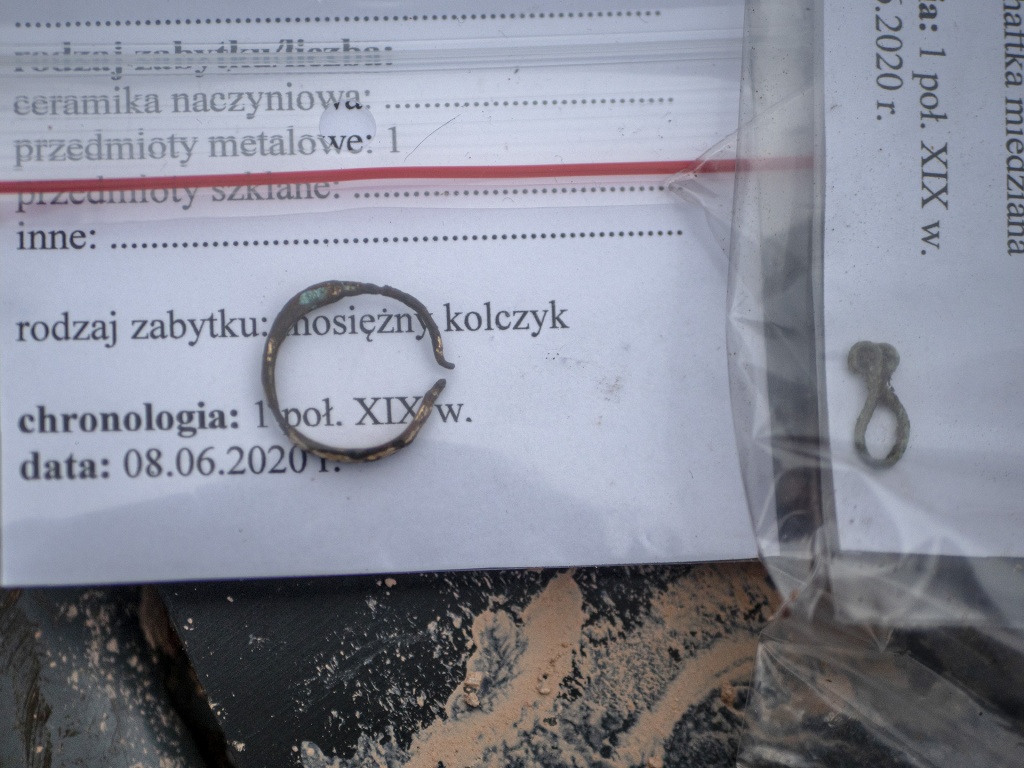 rodzaj zabytku/liczba:
ceramika naczyniowa: ..............................................
przedmioty metalowe: 1
przedmioty szklane: ..................................................
inne: ...................................................................................
rodzaj zabytku: mosiężny kolczyk
chronologia: 1 poł. XIX w.
data: 08.06.2020 r.
haftka miedziana
ia: 1 poł. XIX w.
.2020 r.